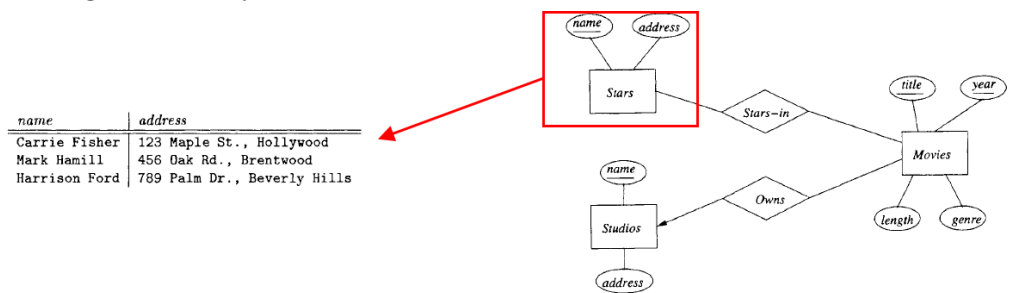 name address
Carrie Fisher 123 Maple St., Hollywood
Mark Hamill 456 Oak Rd., Brentwood
Harrison Ford 789 Palm Dr., Beverly Hills
name address
Stars
Stars-in
title year
Movies
length genre
name
Owns
Studios
address